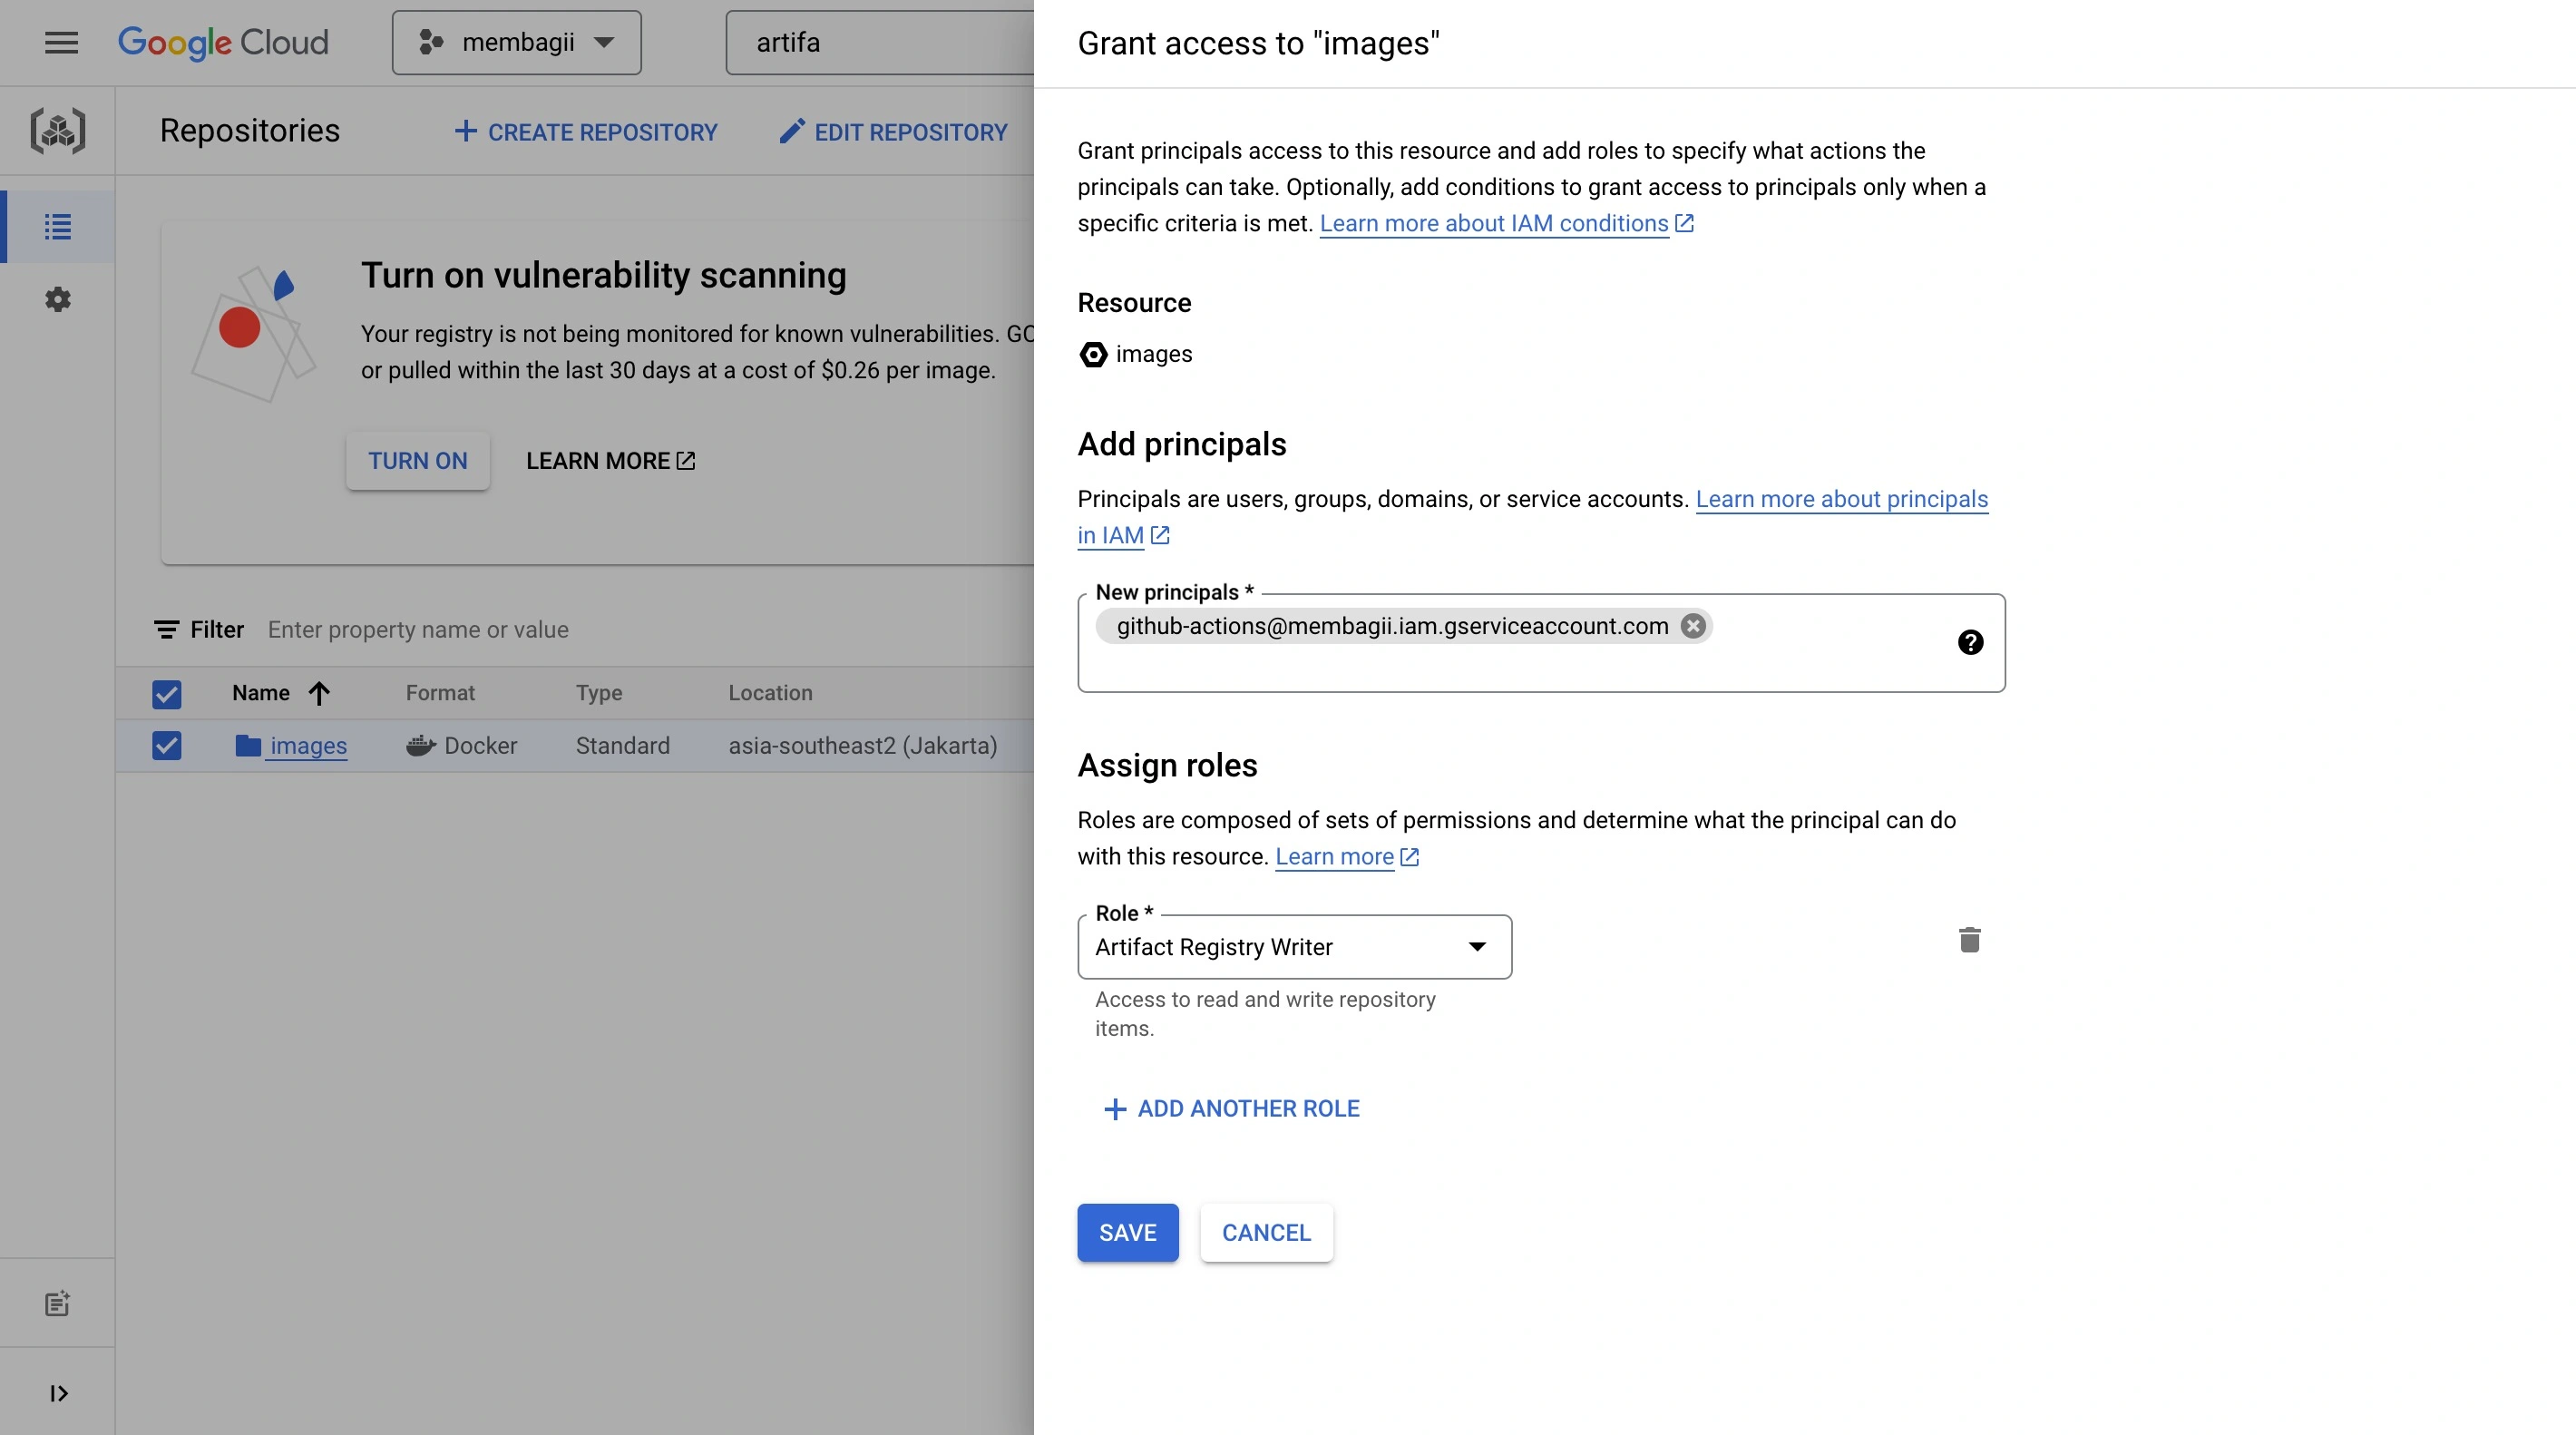 Google Cloud
membagii
artifa
Repositories
CREATE REPOSITORY
EDIT REPOSITORY
Turn on vulnerability scanning
Your registry is not being monitored for known vulnerabilities. GC
or pulled within the last 30 days at a cost of $0.26 per image.
TURN ON
LEARN MORE
Filter
Enter property name or value
Name
Format
Type
Location
images
Docker
Standard
asia-southeast2 (Jakarta)
Grant access to "images"
Grant principals access to this resource and add roles to specify what actions the
principals can take. Optionally, add conditions to grant access to principals only when a
specific criteria is met. Learn more about IAM conditions
Resource
images
Add principals
Principals are users, groups, domains, or service accounts. Learn more about principals
in IAM
New principals *
github-actions@membagii.iam.gserviceaccount.com
Assign roles
Roles are composed of sets of permissions and determine what the principal can do
with this resource. Learn more
Role *
Artifact Registry Writer
Access to read and write repository
items.
ADD ANOTHER ROLE
SAVE
CANCEL